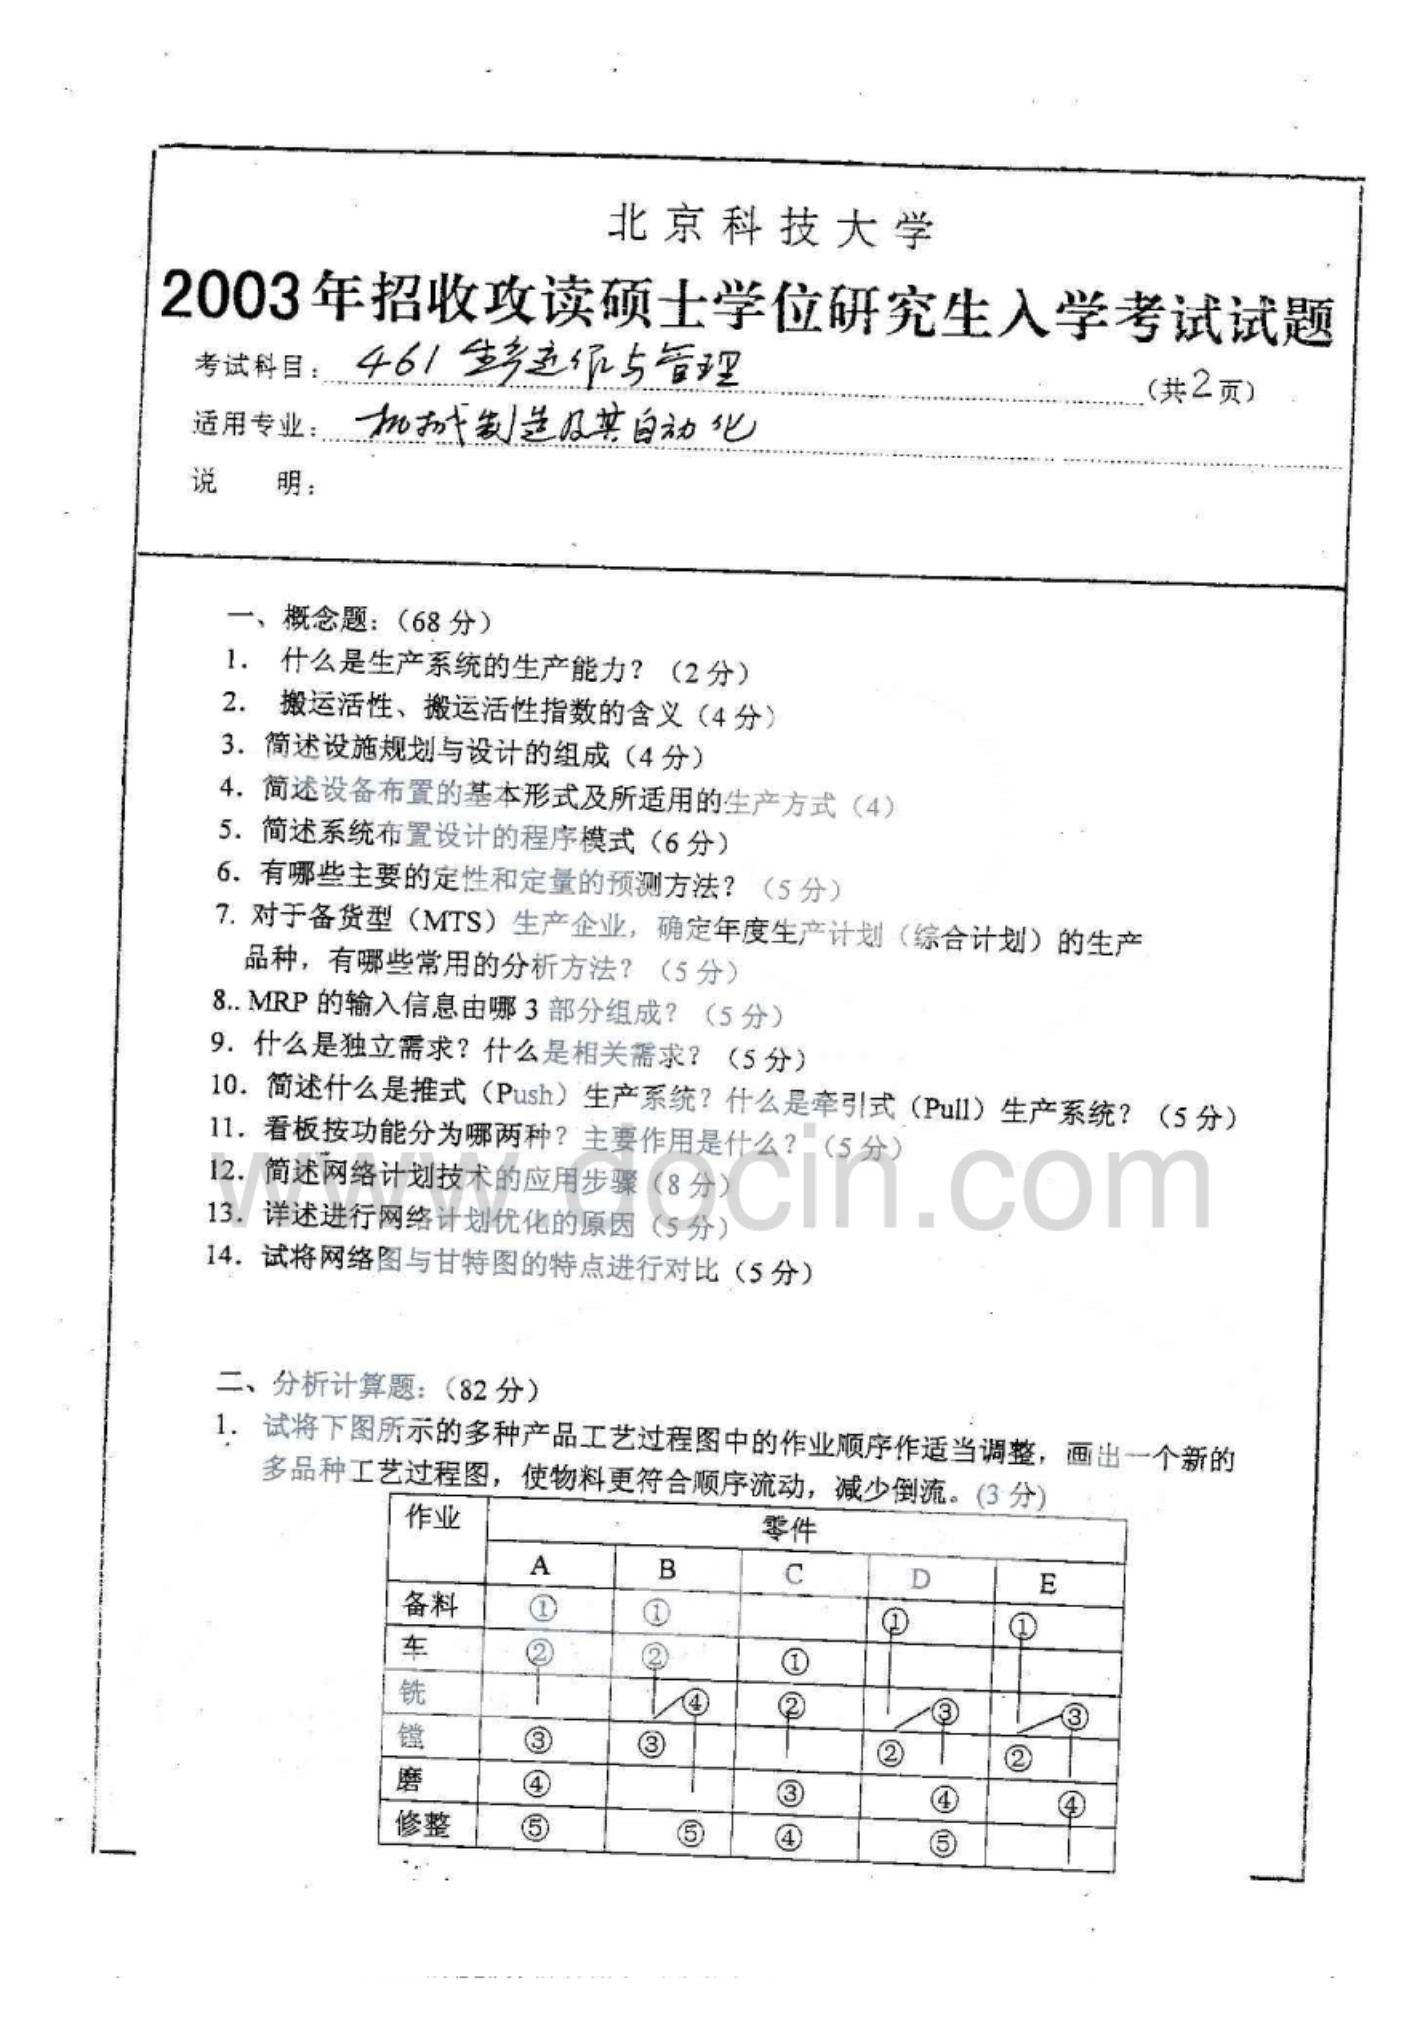 北京科技大学
2003年招收攻读硕士学位研究生入学考试试题
考试科目: 461 生产运作与管理 (共2页)
适用专业: 机械制造及其自动化
说 明:
一、概念题:(68分)
1. 什么是生产系统的生产能力?(2分)
2. 搬运活性、搬运活性指数的含义(4分)
3. 简述设施规划与设计的组成(4分)
4. 简述设备布置的基本形式及所适用的生产方式(4)
5. 简述系统布置设计的程序模式(6分)
6. 有哪些主要的定性和定量的预测方法?(5分)
7. 对于备货型(MTS)生产企业,确定年度生产计划(综合计划)的生产
品种,有哪些常用的分析方法?(5分)
8.. MRP的输入信息由哪3部分组成?(5分)
9. 什么是独立需求?什么是相关需求?(5分)
10. 简述什么是推式(Push)生产系统?什么是牵引式(Pull)生产系统?(5分)
11. 看板按功能分为哪两种?主要作用是什么?(5分)
12. 简述网络计划技术的应用步骤(8分)
13. 详述进行网络计划优化的原因(5分)
14. 试将网络图与甘特图的特点进行对比(5分)
www.docin.com
二、分析计算题:(82分)
1. 试将下图所示的多种产品工艺过程图中的作业顺序作适当调整,画出一个新的
多品种工艺过程图,使物料更符合顺序流动,减少倒流。(3分)
作业 零件
A B C D E
备料 ① ① ① ①
车 ② ② ①
铣 ④ ② ③ ③
镗 ③ ③ ② ②
磨 ④ ③ ④ ④
修整 ⑤ ⑤ ④ ⑤